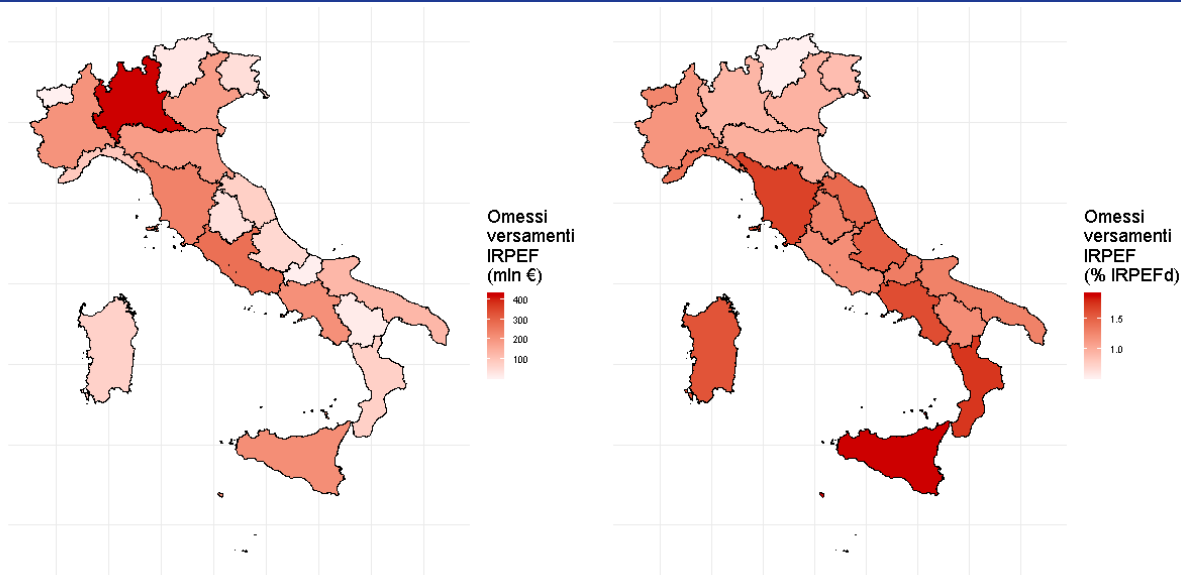 Omessi
versamenti
IRPEF
(mln €)
400
300
200
100
Omessi
versamenti
IRPEF
(% IRPEFd)
1.5
1.0